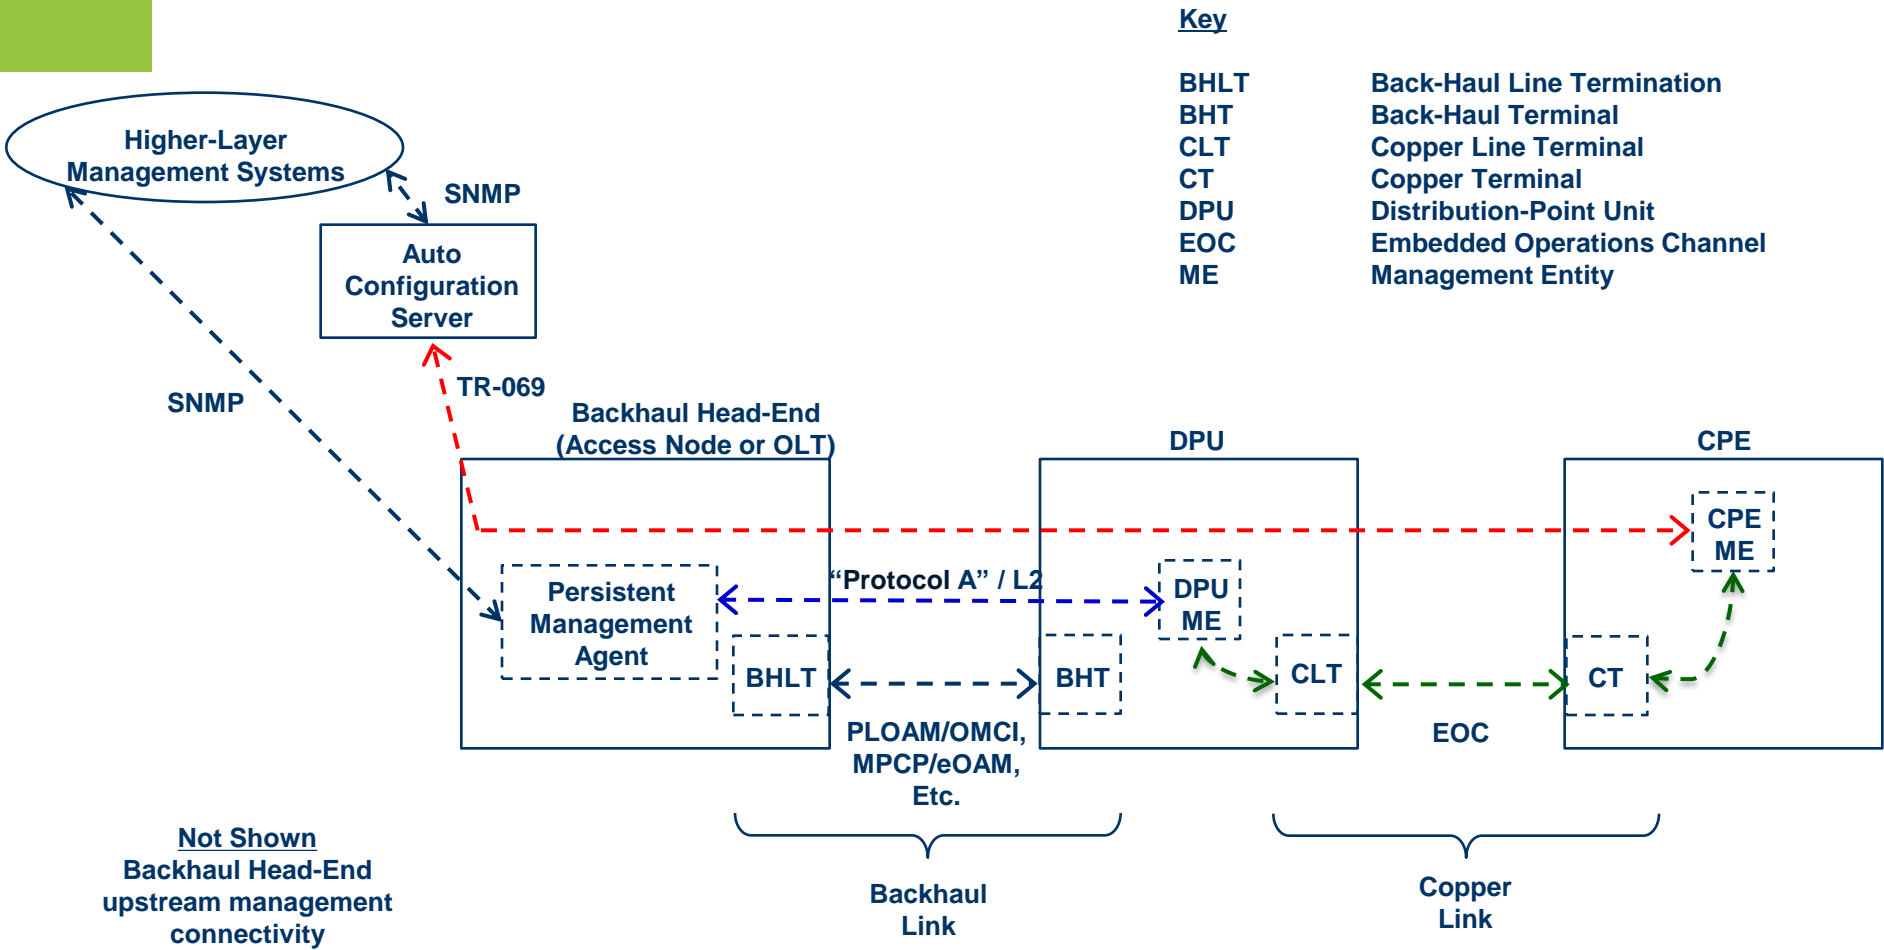 Key
BHLT Back-Haul Line Termination
BHT Back-Haul Terminal
CLT Copper Line Terminal
CT Copper Terminal
DPU Distribution-Point Unit
EOC Embedded Operations Channel
ME Management Entity
Higher-Layer
Management Systems
SNMP
Auto
Configuration
Server
TR-069
SNMP
Backhaul Head-End
(Access Node or OLT)
DPU
CPE
CPE
ME
“Protocol A” / L2
Persistent
Management
Agent
DPU
ME
BHLT
BHT
CLT
CT
PLOAM/OMCI,
MPCP/eOAM,
Etc.
EOC
Not Shown
Backhaul Head-End
upstream management
connectivity
Backhaul
Link
Copper
Link